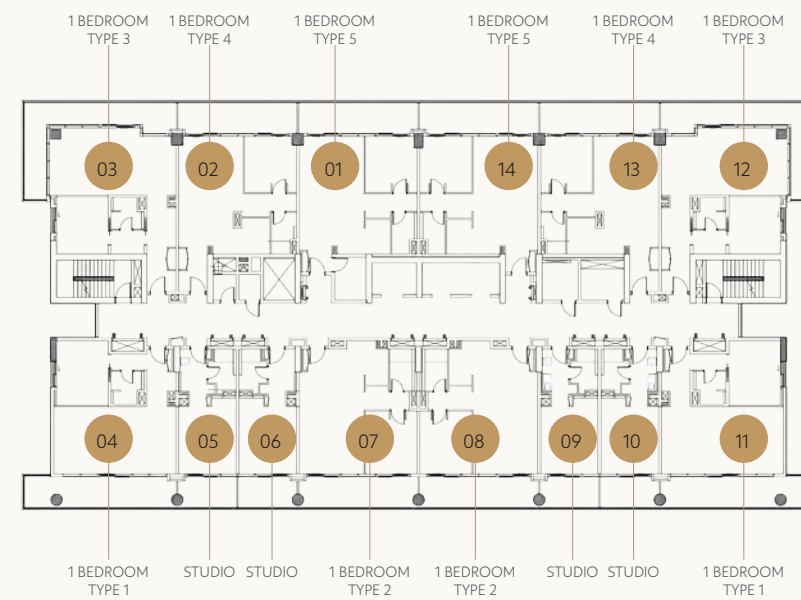 1 BEDROOM
TYPE 3
1 BEDROOM
TYPE 4
1 BEDROOM
TYPE 5
1 BEDROOM
TYPE 5
1 BEDROOM
TYPE 4
1 BEDROOM
TYPE 3
03
02
01
14
13
12
04
05
06
07
08
09
10
11
1 BEDROOM
TYPE 1
STUDIO
STUDIO
1 BEDROOM
TYPE 2
1 BEDROOM
TYPE 2
STUDIO
STUDIO
1 BEDROOM
TYPE 1